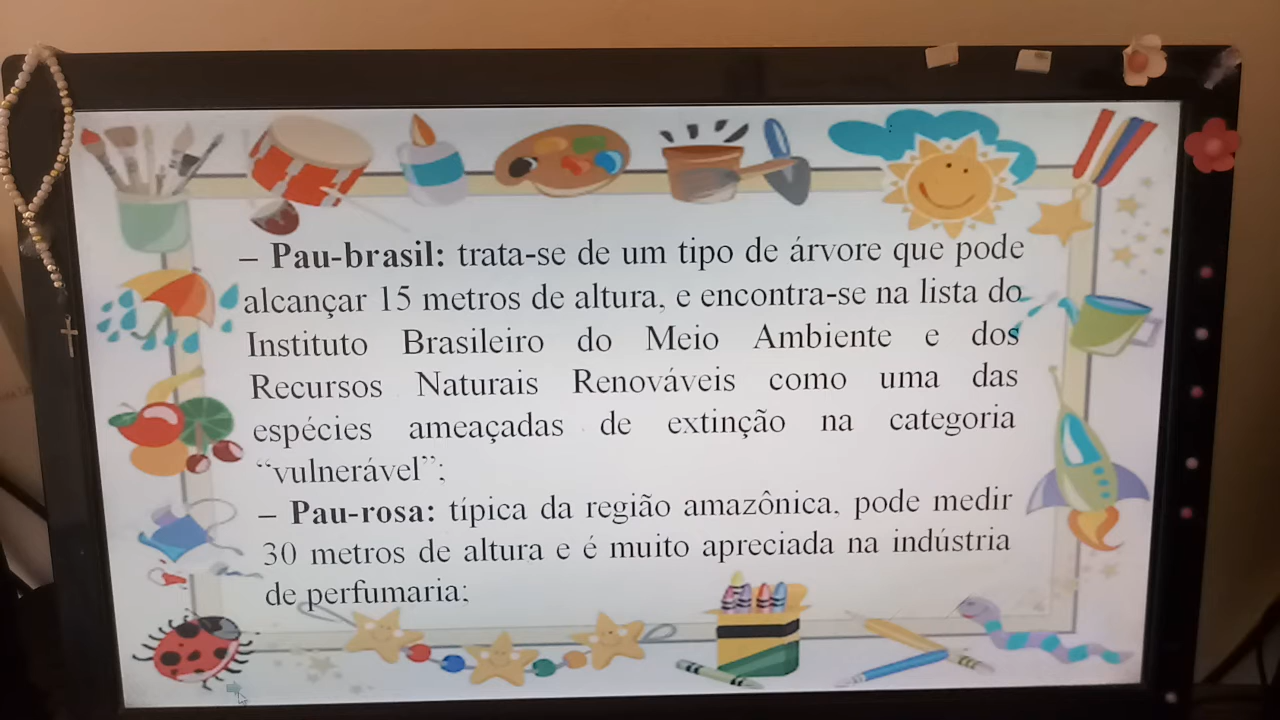 – Pau-brasil: trata-se de um tipo de árvore que pode
alcançar 15 metros de altura, e encontra-se na lista do
Instituto Brasileiro do Meio Ambiente e dos
Recursos Naturais Renováveis como uma das
espécies ameaçadas de extinção na categoria
“vulnerável”;
– Pau-rosa: típica da região amazônica, pode medir
30 metros de altura e é muito apreciada na indústria
de perfumaria;